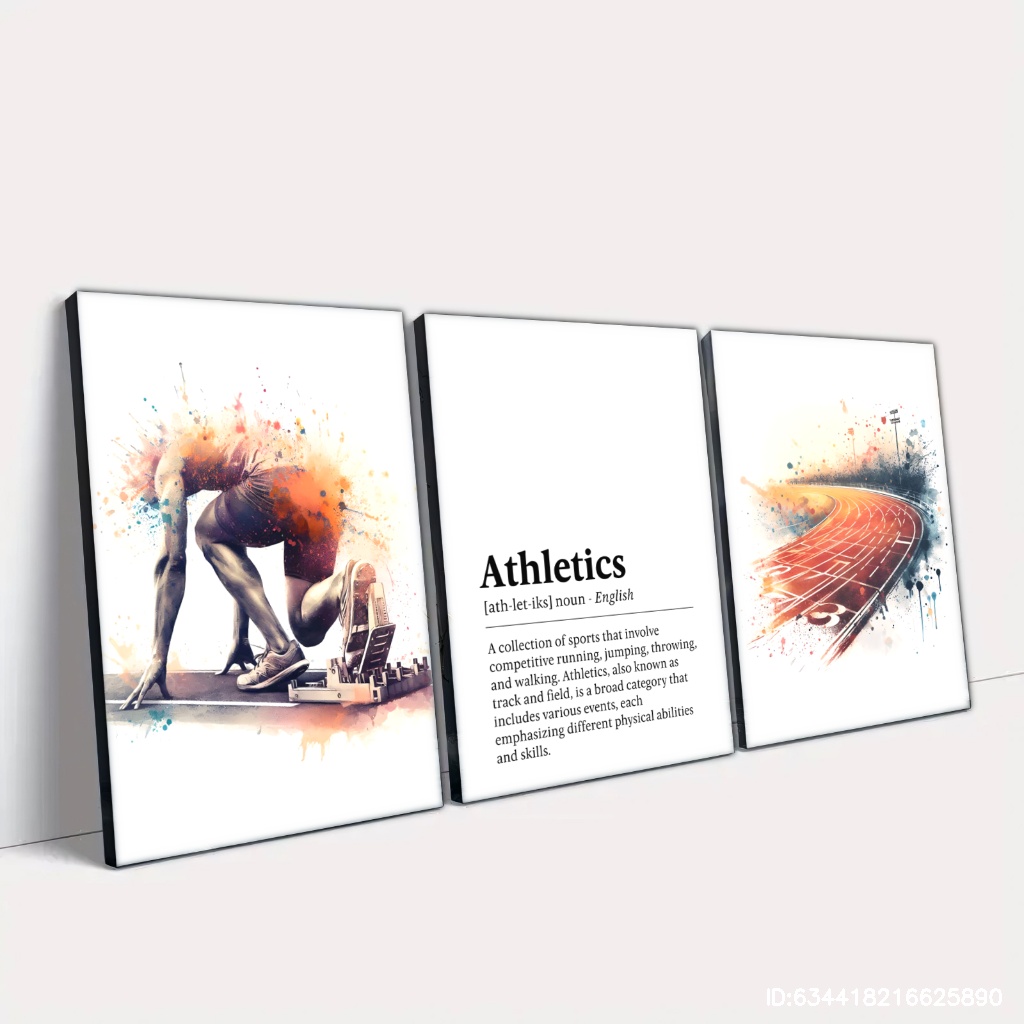 Athletics
[ath·let·iks] noun - English
A collection of sports that involve
competitive running, jumping, throwing,
and walking. Athletics, also known as
track and field, is a broad category that
includes various events, each
emphasizing different physical abilities
and skills.
3
ID:634418216625890